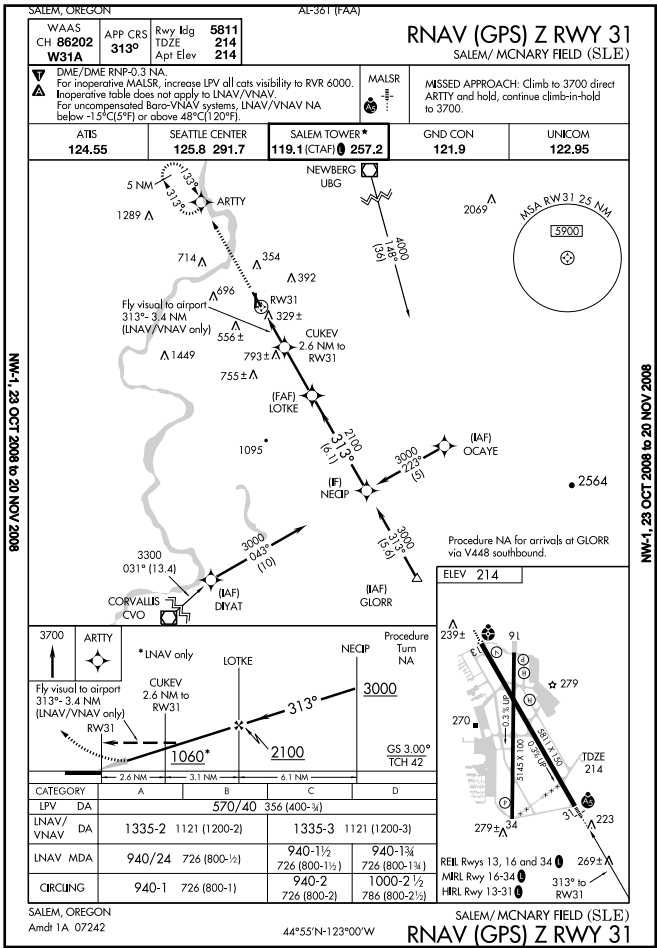 SALEM, OREGON
AL-361 (FAA)
WAAS
CH 86202
W31A
APP CRS
313°
Rwy ldg 5811
TDZE 214
Apt Elev 214
RNAV (GPS) Z RWY 31
SALEM/ MCNARY FIELD (SLE)
T
A
DME/DME RNP-0.3 NA.
For inoperative MALSR, increase LPV all cats visibility to RVR 6000.
Inoperative table does not apply to LNAV/VNAV.
For uncompensated Baro-VNAV systems, LNAV/VNAV NA
below -15°C(5°F) or above 48°C(120°F).
MALSR
A5
MISSED APPROACH: Climb to 3700 direct
ARTTY and hold, continue climb-in-hold
to 3700.
ATIS
124.55
SEATTLE CENTER
125.8 291.7
SALEM TOWER*
119.1 (CTAF) L 257.2
GND CON
121.9
UNICOM
122.95
5 NM
133°
313°
ARTTY
1289
NEWBERG
UBG
4000
148°
(36)
2069
MSA RW31 25 NM
5900
714
354
392
696
RW31
Fly visual to airport
313°- 3.4 NM
(LNAV/VNAV only)
329±
556±
CUKEV
2.6 NM to
RW31
1449
793±
755±
(FAF)
LOTKE
2100
313°
(6.1)
1095
(IAF)
OCAYE
3000
223°
(5)
(IF)
NECIP
2564
3000
313°
(5.6)
Procedure NA for arrivals at GLORR
via V448 southbound.
3000
043°
(10)
3300
031° (13.4)
(IAF)
DIYAT
(IAF)
GLORR
CORVALLIS
CVO
NW-1, 23 OCT 2008 to 20 NOV 2008
NW-1, 23 OCT 2008 to 20 NOV 2008
3700
ARTTY
*LNAV only
Fly visual to airport
313°- 3.4 NM
(LNAV/VNAV only)
RW31
CUKEV
2.6 NM to
RW31
LOTKE
NECIP
Procedure
Turn
NA
313°
3000
2100
1060*
GS 3.00°
TCH 42
2.6 NM
3.1 NM
6.1 NM
CATEGORY A B C D
LPV DA 570/40 356 (400-¾)
LNAV/
VNAV DA 1335-2 1121 (1200-2) 1335-3 1121 (1200-3)
LNAV MDA 940/24 726 (800-½) 940-1½
726 (800-1½) 940-1¾
726 (800-1¾)
CIRCLING 940-1 726 (800-1) 940-2
726 (800-2) 1000-2½
786 (800-2½)
ELEV 214
239±
13
16
P
H
279
270
0.3 % UP
5145 X 100
0.3% UP
5811 X 150
TDZE
214
A5
279±
34
31
223
269±
REIL Rwys 13, 16 and 34 L
MIRL Rwy 16-34 L
HIRL Rwy 13-31 L
313° to
RW31
SALEM, OREGON
Amdt 1A 07242
44°55'N-123°00'W
SALEM/ MCNARY FIELD (SLE)
RNAV (GPS) Z RWY 31